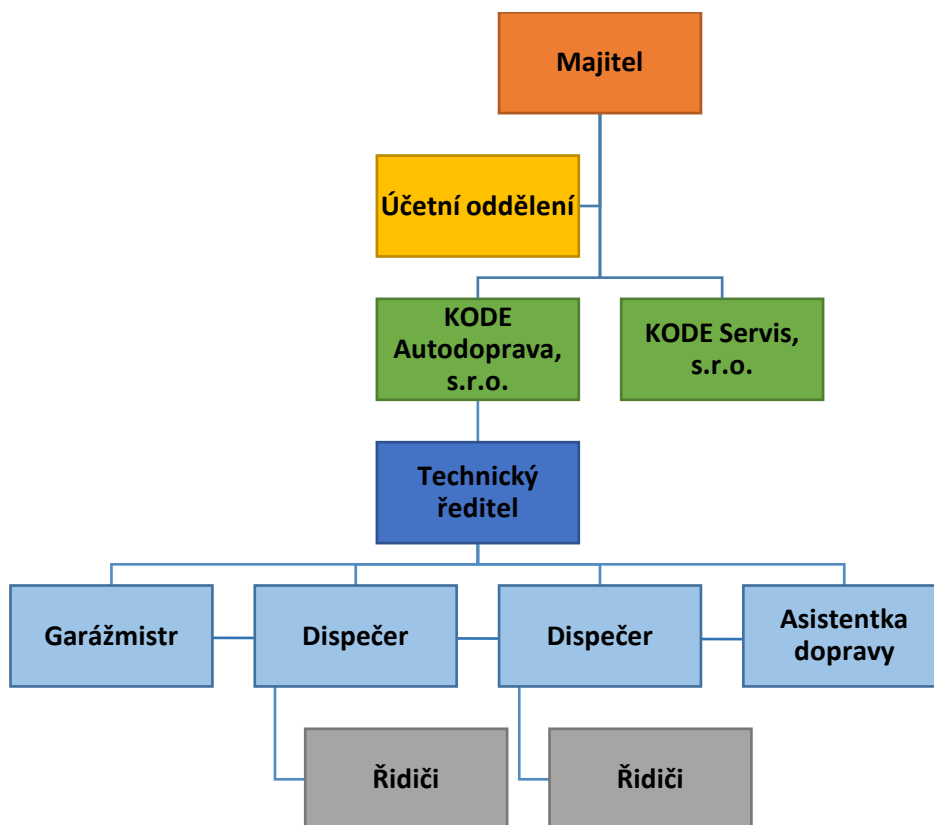 Majitel
Účetní oddělení
KODE
Autodoprava,
s.r.o.
KODE Servis,
s.r.o.
Technický
ředitel
Garážmistr
Dispečer
Dispečer
Asistentka
dopravy
Řidiči
Řidiči